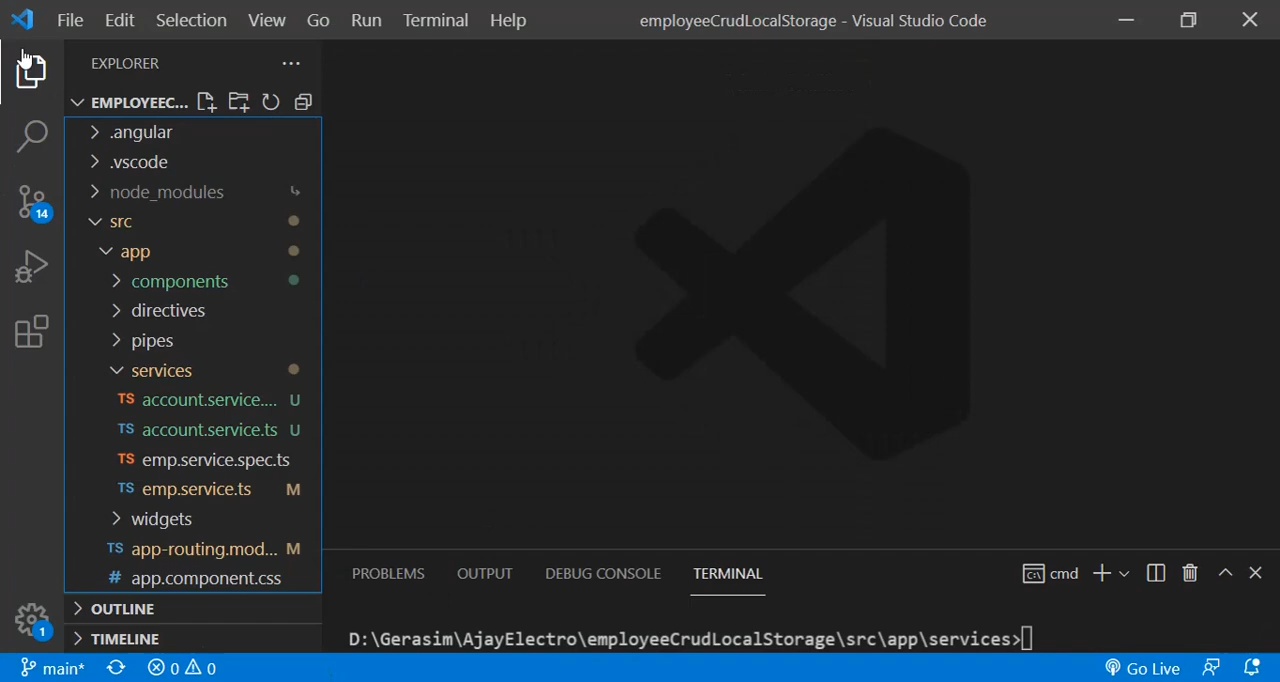 File Edit Selection View Go Run Terminal Help employeeCrudLocalStorage - Visual Studio Code
EXPLORER
EMPLOYEEC...
.angular
.vscode
node_modules
src
app
components
directives
pipes
services
TS account.service.... U
TS account.service.ts U
TS emp.service.spec.ts
TS emp.service.ts M
widgets
TS app-routing.mod... M
# app.component.css
OUTLINE
TIMELINE
14
1
PROBLEMS OUTPUT DEBUG CONSOLE TERMINAL cmd
D:\Gerasim\AjayElectro\employeeCrudLocalStorage\src\app\services>
main* 0 0 Go Live